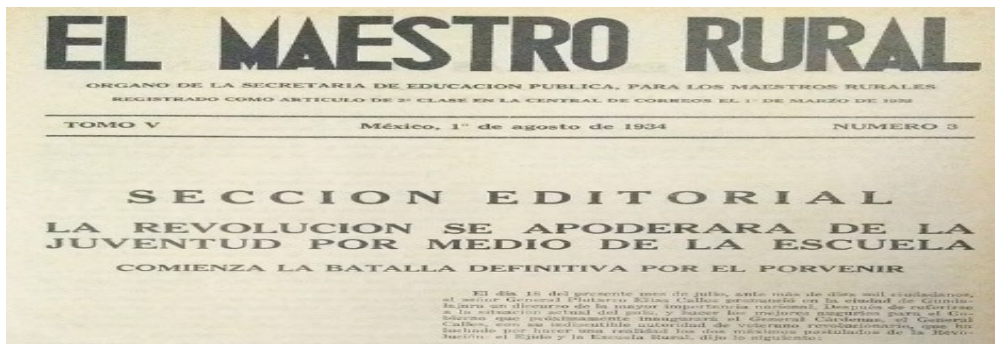 EL MAESTRO RURAL
ORGANO DE LA SECRETARIA DE EDUCACION PUBLICA, PARA LOS MAESTROS RURALES
REGISTRADO COMO ARTICULO DE 2ª CLASE EN LA CENTRAL DE CORREOS EL 1º DE MARZO DE 1932
TOMO V México, 1º de agosto de 1934 NUMERO 3
SECCION EDITORIAL
LA REVOLUCION SE APODERARA DE LA
JUVENTUD POR MEDIO DE LA ESCUELA
COMIENZA LA BATALLA DEFINITIVA POR EL PORVENIR
El día 18 del presente mes de julio, ante más de diez mil ciudadanos,
el señor General Plutarco Elías Calles pronunció en la ciudad de Guada-
lajara un discurso de la mayor importancia nacional. Después de referirse
a la situación actual del país, y hacer los mejores augurios para el Go-
bierno que próximamente inaugurará el General Cárdenas, el General
Calles, con su indiscutible autoridad de veterano revolucionario, que ha
luchado por hacer una realidad los dos máximos postulados de la Revo-
lución: el Ejido y la Escuela Rural, dijo lo siguiente: